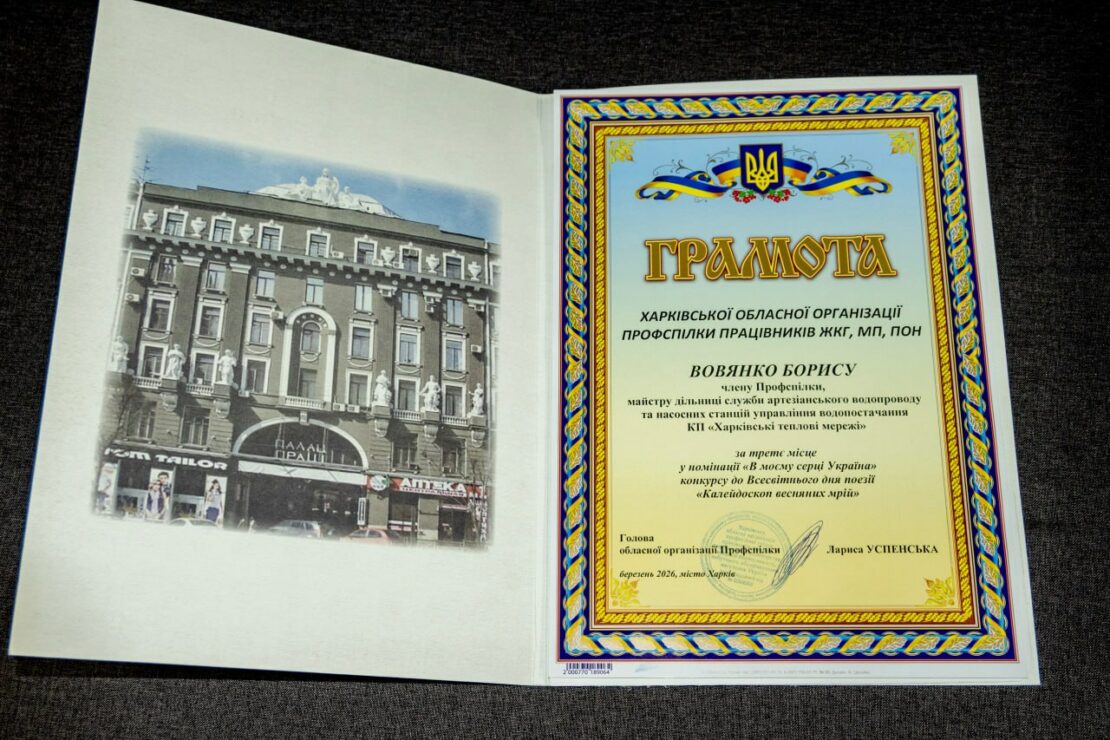 ПАЛАЦ
ПРАЦІ
TOM TAILOR
АПТЕКА
ГРАМОТА
ХАРКІВСЬКОЇ ОБЛАСНОЇ ОРГАНІЗАЦІЇ
ПРОФСПІЛКИ ПРАЦІВНИКІВ ЖКГ, МП, ПОН
ВОВЯНКО БОРИСУ
члену Профспілки,
майстру дільниці служби артезіанського водопроводу
та насосних станцій управління водопостачання
КП «Харківські теплові мережі»
за третє місце
у номінації «В моєму серці Україна»
конкурсу до Всесвітнього дня поезії
«Калейдоскоп весняних мрій»
Голова
обласної організації Профспілки Лариса УСПЕНСЬКА
березень 2026, місто Харків
2 000770 189064